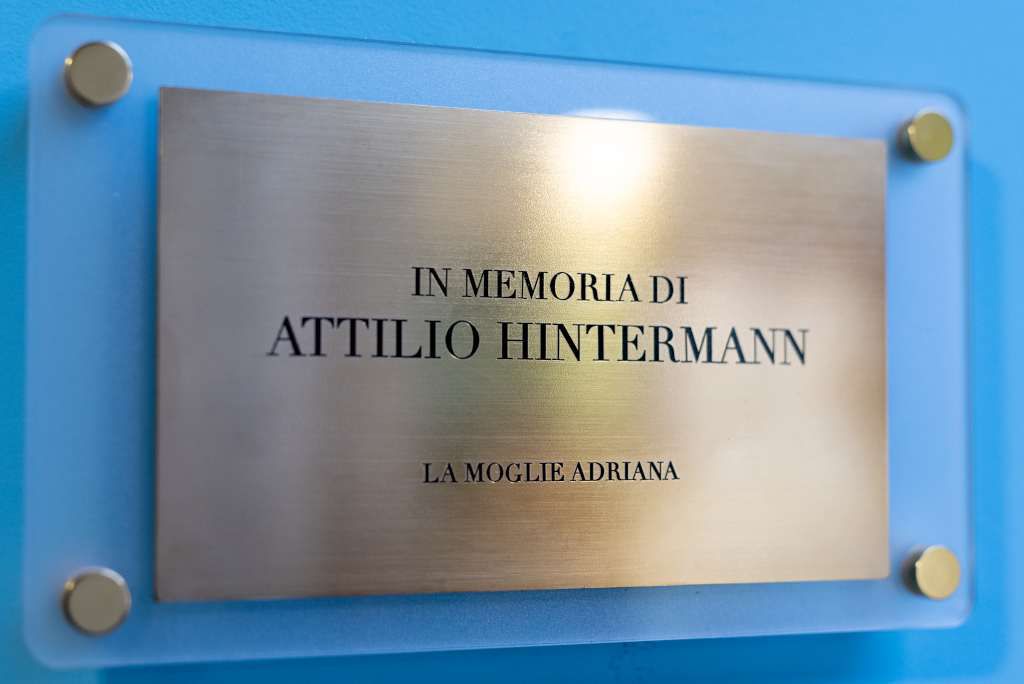 IN MEMORIA DI
ATTILIO HINTERMANN
LA MOGLIE ADRIANA